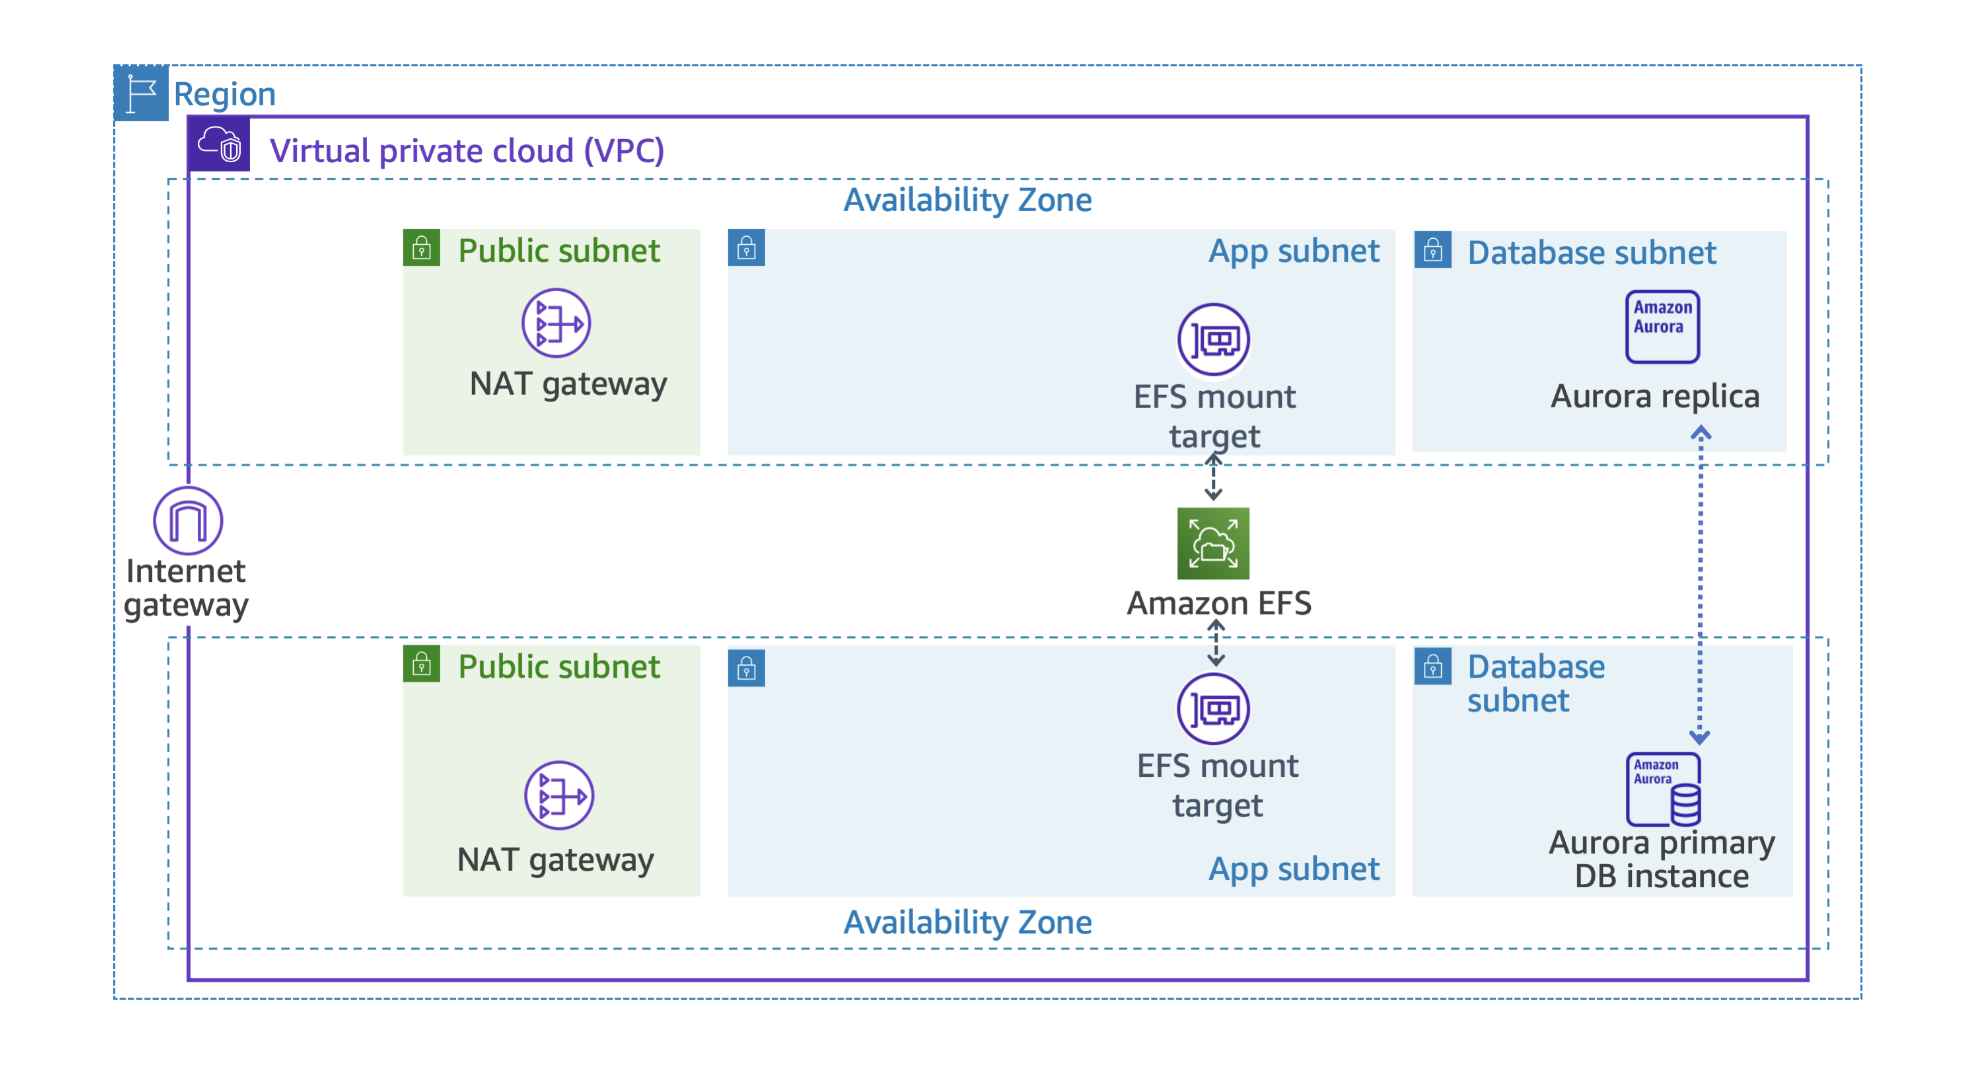 Region
Virtual private cloud (VPC)
Availability Zone
Public subnet
App subnet
Database subnet
Amazon
Aurora
NAT gateway
EFS mount
target
Aurora replica
Internet
gateway
Amazon EFS
Public subnet
Database
subnet
EFS mount
target
Amazon
Aurora
NAT gateway
Aurora primary
DB instance
App subnet
Availability Zone